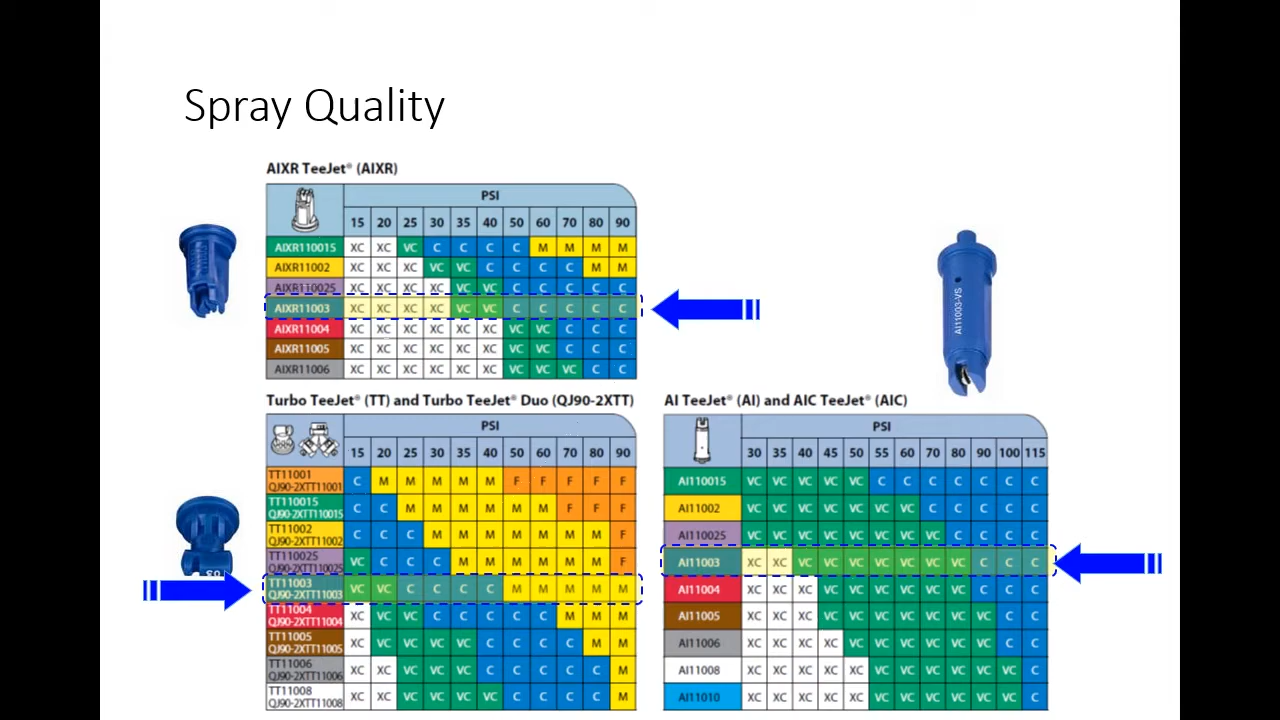 Spray Quality
AIXR TeeJet® (AIXR)
PSI
15 20 25 30 35 40 50 60 70 80 90
AIXR110015 XC XC VC C C C C M M M M
AIXR11002 XC XC XC VC VC C C C C M M
AIXR110025 XC XC XC XC VC VC C C C C C
AIXR11003 XC XC XC XC VC VC C C C C C
AIXR11004 XC XC XC XC XC XC VC VC C C C
AIXR11005 XC XC XC XC XC XC VC VC C C C
AIXR11006 XC XC XC XC XC XC VC VC VC C C
AI11003-VS
Turbo TeeJet® (TT) and Turbo TeeJet® Duo (QJ90-2XTT)
PSI
15 20 25 30 35 40 50 60 70 80 90
TT11001
QJ90-2XTT11001 C M M M M M F F F F F
TT110015
QJ90-2XTT110015 C C M M M M M M F F F
TT11002
QJ90-2XTT11002 C C C M M M M M M M F
TT110025
QJ90-2XTT110025 VC C C C M M M M M M F
TT11003
QJ90-2XTT11003 VC VC C C C C M M M M M
TT11004
QJ90-2XTT11004 XC VC VC C C C C C M M M
TT11005
QJ90-2XTT11005 XC VC VC VC VC C C C C M M
TT11006
QJ90-2XTT11006 XC XC VC VC VC C C C C C M
TT11008
QJ90-2XTT11008 XC XC VC VC VC VC C C C C M
AI TeeJet® (AI) and AIC TeeJet® (AIC)
PSI
30 35 40 45 50 55 60 70 80 90 100 115
AI110015 VC VC VC VC VC C C C C C C C
AI11002 VC VC VC VC VC VC VC C C C C C
AI110025 VC VC VC VC VC VC VC VC C C C C
AI11003 XC XC VC VC VC VC VC VC VC C C C
AI11004 XC XC XC VC VC VC VC VC VC C C C
AI11005 XC XC XC VC VC VC VC VC VC VC C C
AI11006 XC XC XC XC VC VC VC VC VC VC C C
AI11008 XC XC XC XC XC VC VC VC VC VC VC C
AI11010 XC XC XC XC XC VC VC VC VC VC VC C